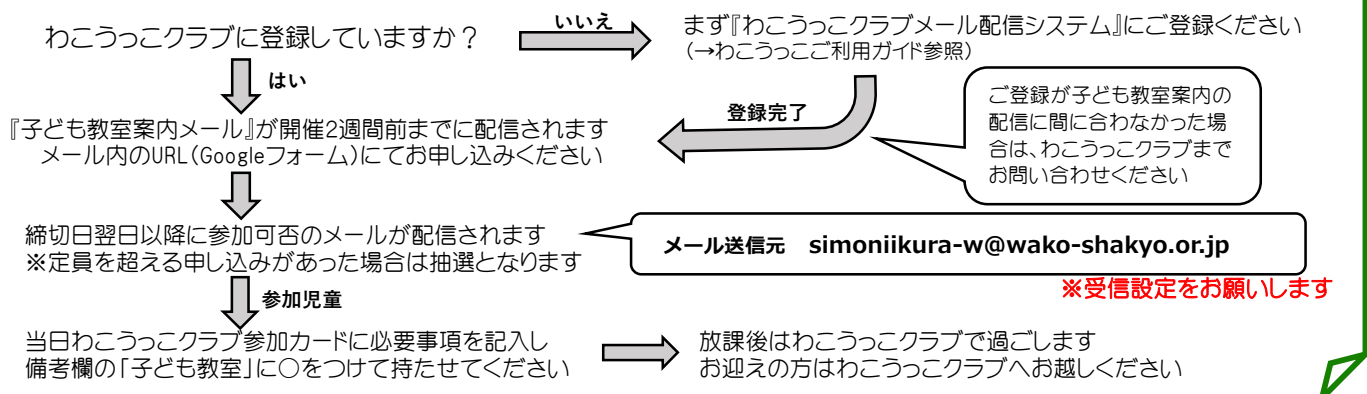 わこうっこクラブに登録していますか？
いいえ
まず『わこうっこクラブメール配信システム』にご登録ください
（→わこうっこご利用ガイド参照）
はい
登録完了
ご登録が子ども教室案内の
配信に間に合わなかった場
合は、わこうっこクラブまで
お問い合わせください
『子ども教室案内メール』が開催2週間前までに配信されます
メール内のURL（Googleフォーム）にてお申し込みください
締切日翌日以降に参加可否のメールが配信されます
※定員を超える申し込みがあった場合は抽選となります
メール送信元 simoniikura-w@wako-shakyo.or.jp
※受信設定をお願いします
参加児童
当日わこうっこクラブ参加カードに必要事項を記入し
備考欄の「子ども教室」に○をつけて持たせてください
放課後はわこうっこクラブで過ごします
お迎えの方はわこうっこクラブへお越しください